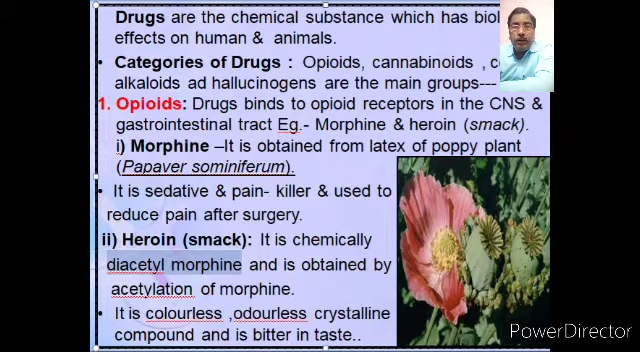 Drugs are the chemical substance which has
effects on human & animals.
• Categories of Drugs : Opioids, cannabinoids ,
alkaloids ad hallucinogens are the main groups---
1. Opioids: Drugs binds to opioid receptors in the CNS &
gastrointestinal tract Eg.- Morphine & heroin (smack).
i) Morphine –It is obtained from latex of poppy plant
(Papaver sominiferum).
• It is sedative & pain- killer & used to
reduce pain after surgery.
ii) Heroin (smack): It is chemically
diacetyl morphine and is obtained by
acetylation of morphine.
• It is colourless ,odourless crystalline
compound and is bitter in taste..
PowerDirector